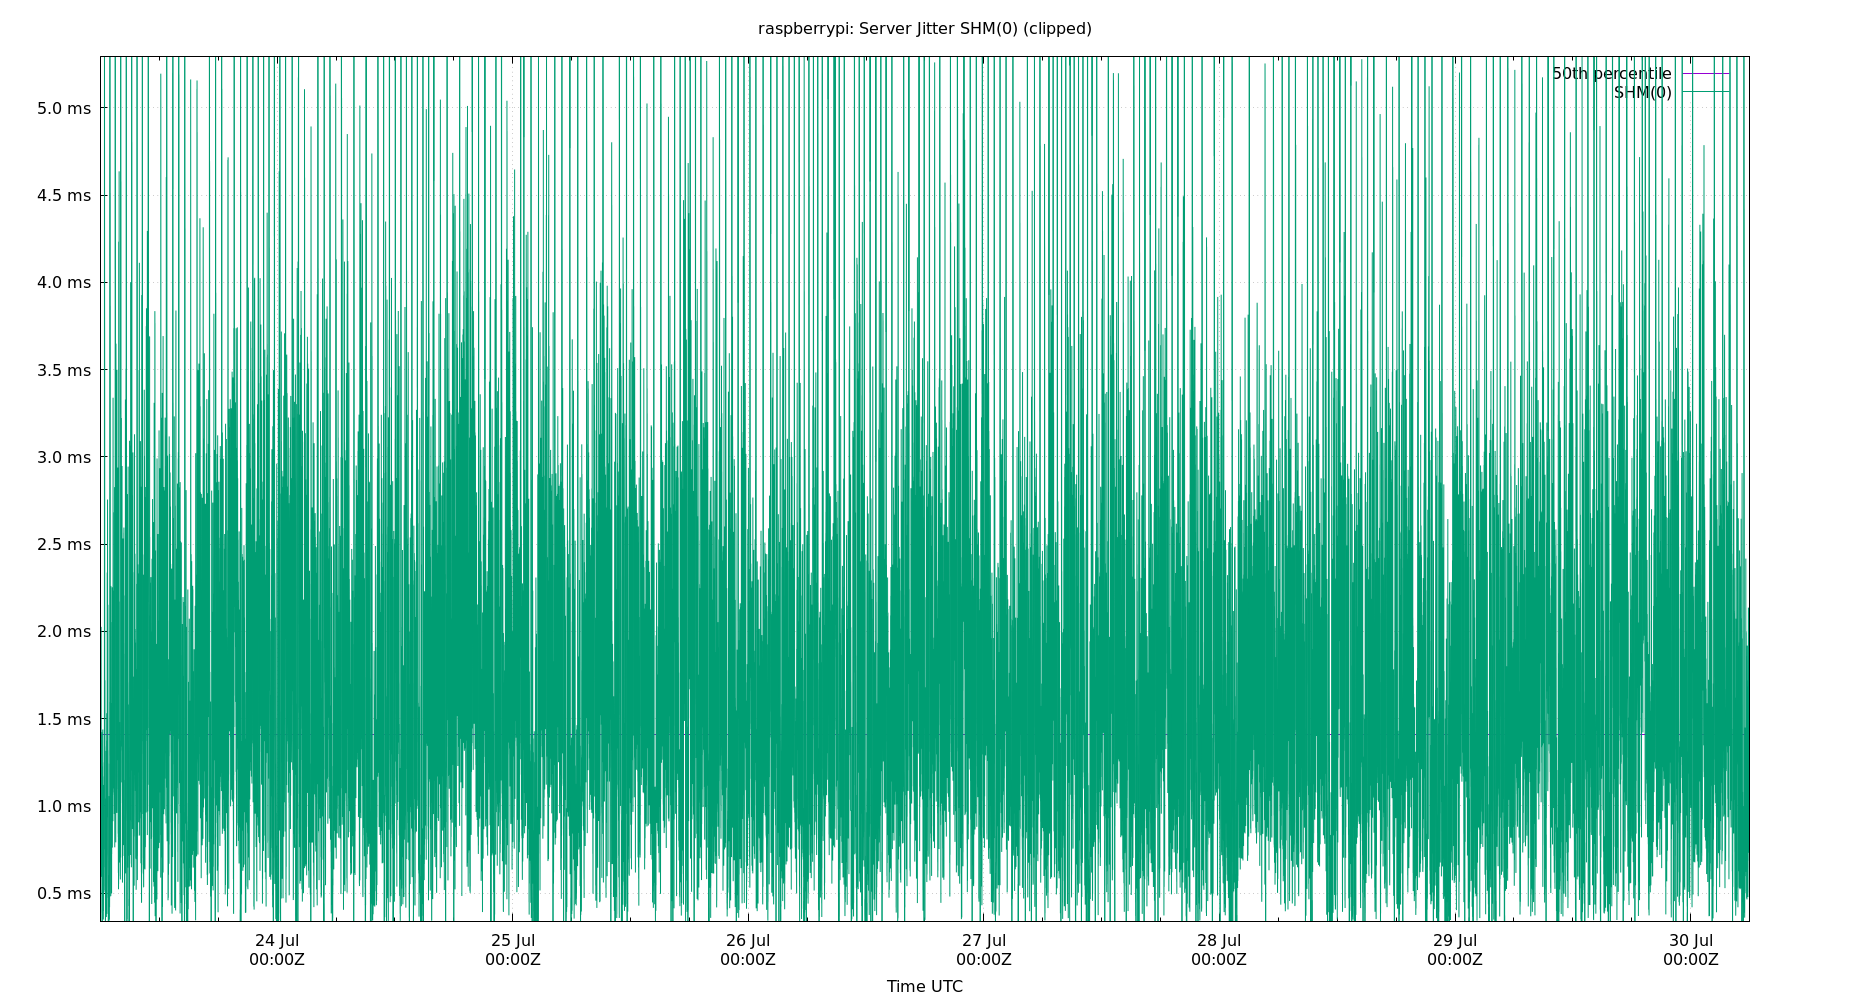 raspberrypi: Server Jitter SHM(0) (clipped)
50th percentile
SHM(0)
5.0 ms
4.5 ms
4.0 ms
3.5 ms
3.0 ms
2.5 ms
2.0 ms
1.5 ms
1.0 ms
0.5 ms
24 Jul 25 Jul 26 Jul 27 Jul 28 Jul 29 Jul 30 Jul
00:00Z 00:00Z 00:00Z 00:00Z 00:00Z 00:00Z 00:00Z
Time UTC